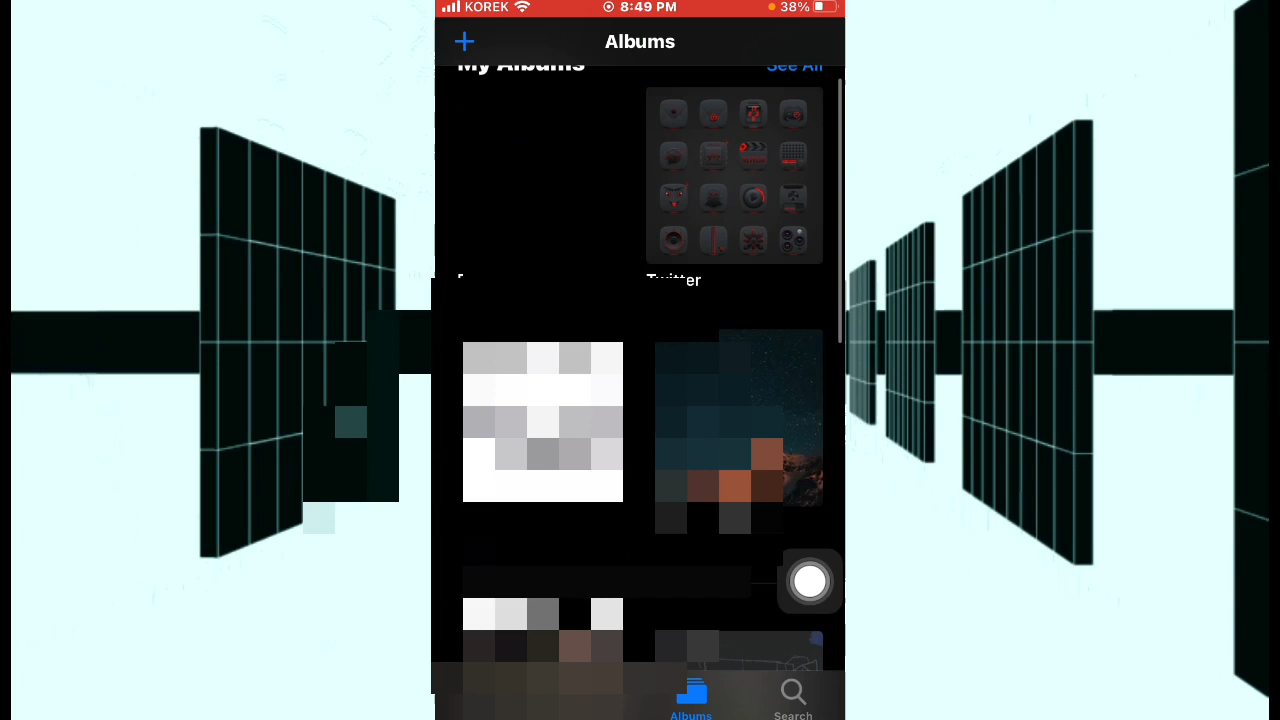 KOREK 8:49 PM 38%
Albums
My Albums See All
Twitter
Albums Search